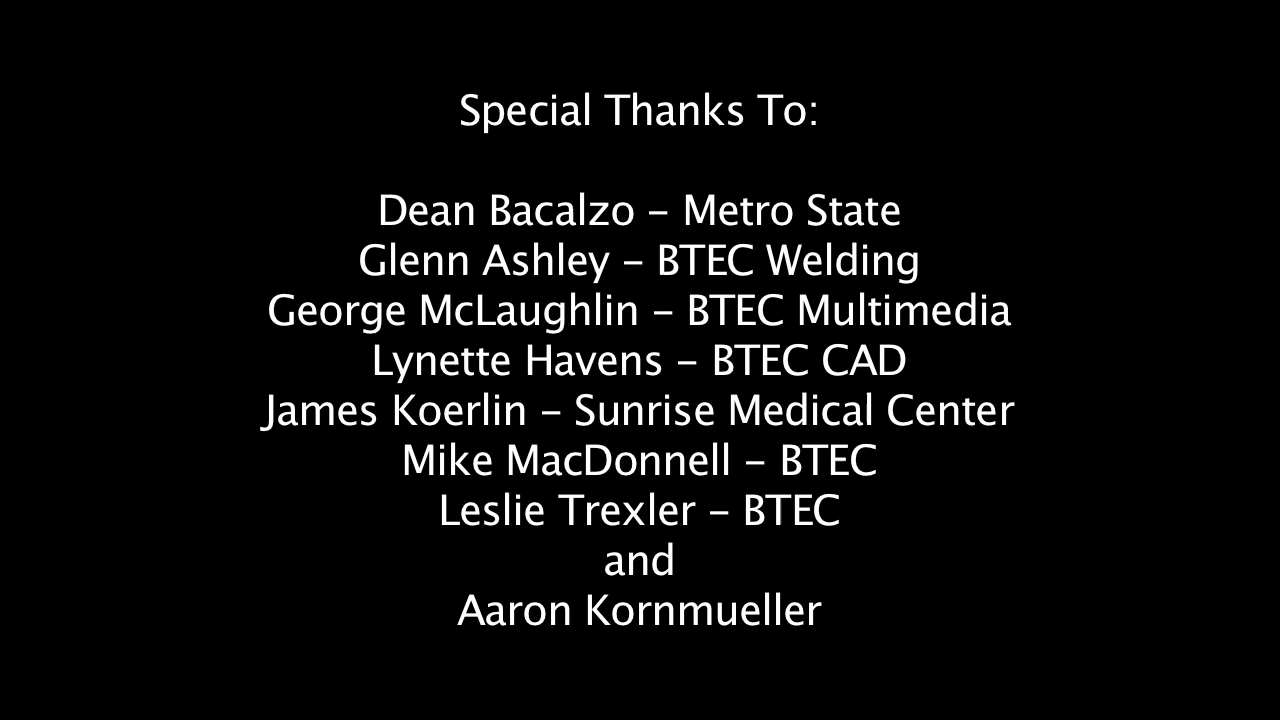 Special Thanks To:
Dean Bacalzo – Metro State
Glenn Ashley – BTEC Welding
George McLaughlin – BTEC Multimedia
Lynette Havens – BTEC CAD
James Koerlin – Sunrise Medical Center
Mike MacDonnell – BTEC
Leslie Trexler – BTEC
and
Aaron Kornmueller